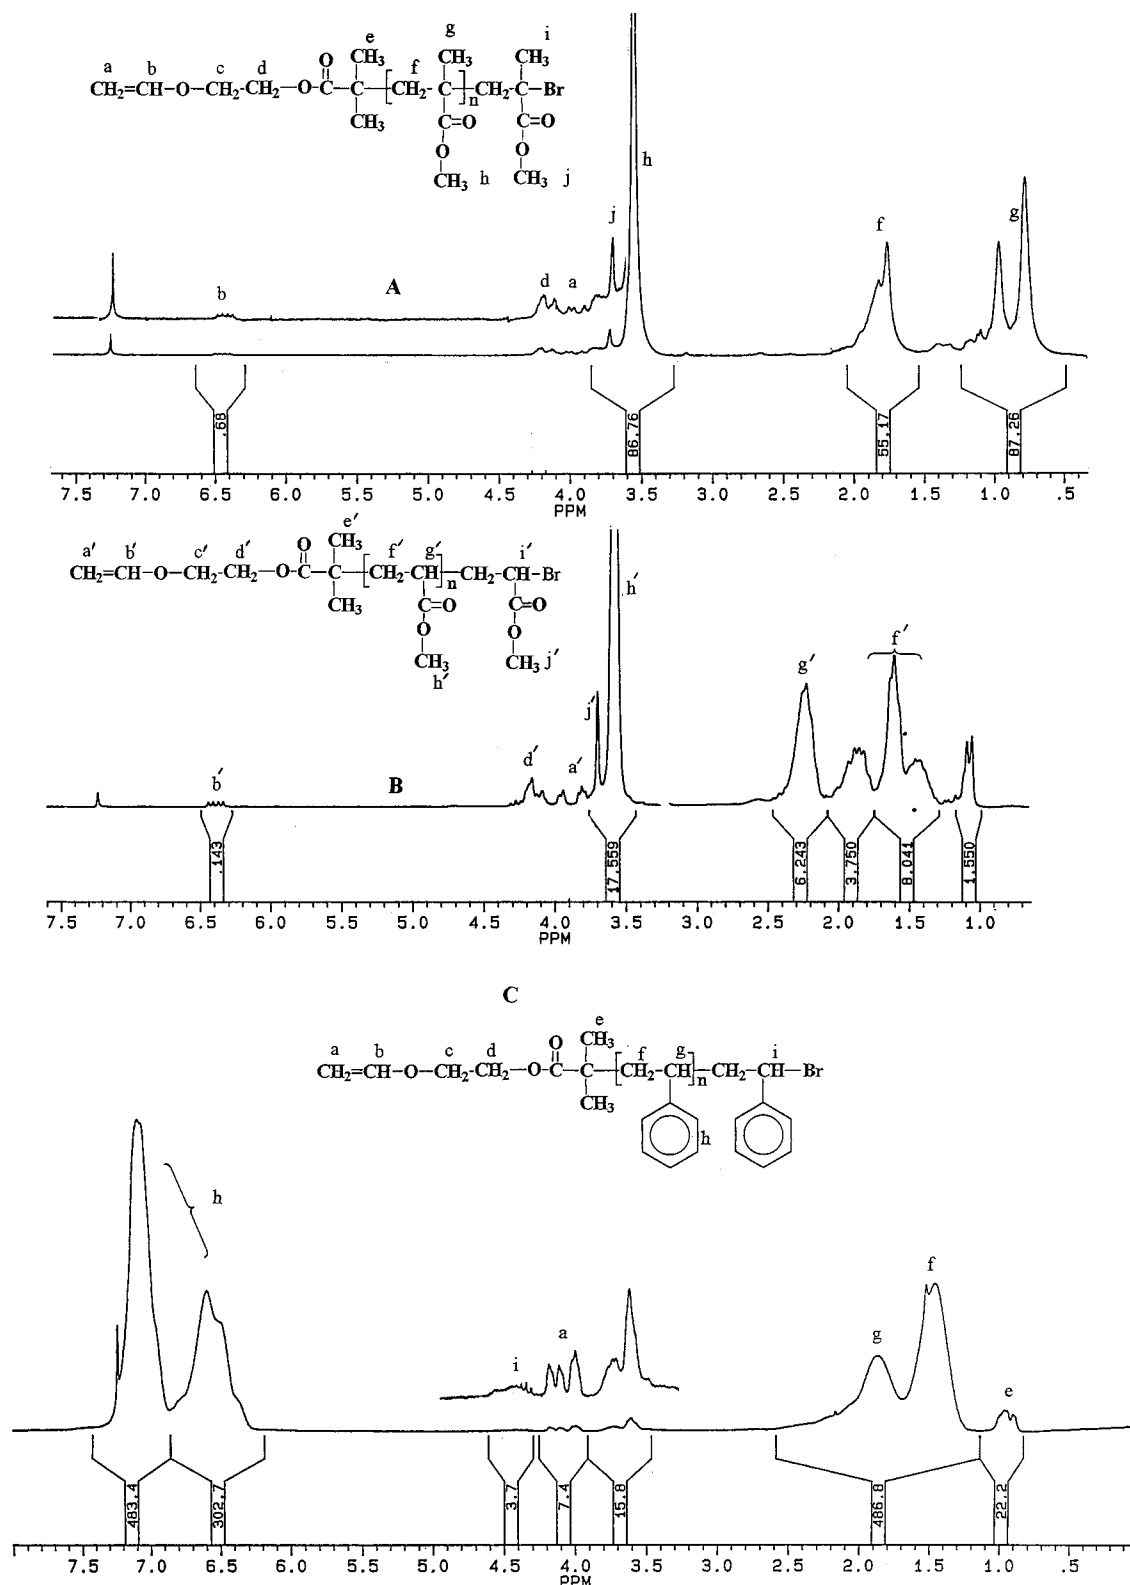 e g i
CH3 CH3 CH3
a b c d O f
CH2=CH-O-CH2-CH2-O-C [CH2 ]n CH2 Br
CH3 C=O C=O
O O
CH3 h CH3 j
h
j
f
g
b A d a
.68 86.76 55.17 87.26
7.5 7.0 6.5 6.0 5.5 5.0 4.5 4.0 3.5 3.0 2.5 2.0 1.5 1.0 .5
PPM
e′
a′ b′ c′ d′ O CH3 f′ g′ i′
CH2=CH-O-CH2-CH2-O-C [CH2-CH]n CH2-CH-Br
CH3 C=O C=O
O O
CH3 CH3 j′
h′
h′
f′
g′
j′
d′ a′
b′ B
.143 17.559 6.243 3.750 8.041 1.550
7.5 7.0 6.5 6.0 5.5 5.0 4.5 4.0 3.5 3.0 2.5 2.0 1.5 1.0
PPM
C
e
a b c d O CH3 f g i
CH2=CH-O-CH2-CH2-O-C [CH2-CH]n CH2-CH-Br
CH3
h
h
f
g
i a
e
483.4 302.7 3.7 7.4 15.8 486.8 22.2
7.5 7.0 6.5 6.0 5.5 5.0 4.5 4.0 3.5 3.0 2.5 2.0 1.5 1.0 .5 0
PPM